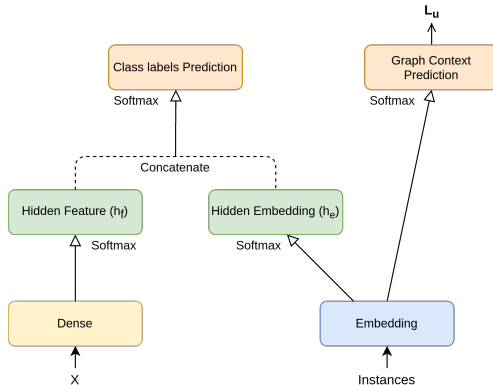 Lu
Class labels Prediction
Graph Context
Prediction
Softmax
Softmax
Concatenate
Hidden Feature (hf)
Hidden Embedding (he)
Softmax
Softmax
Dense
Embedding
X
Instances